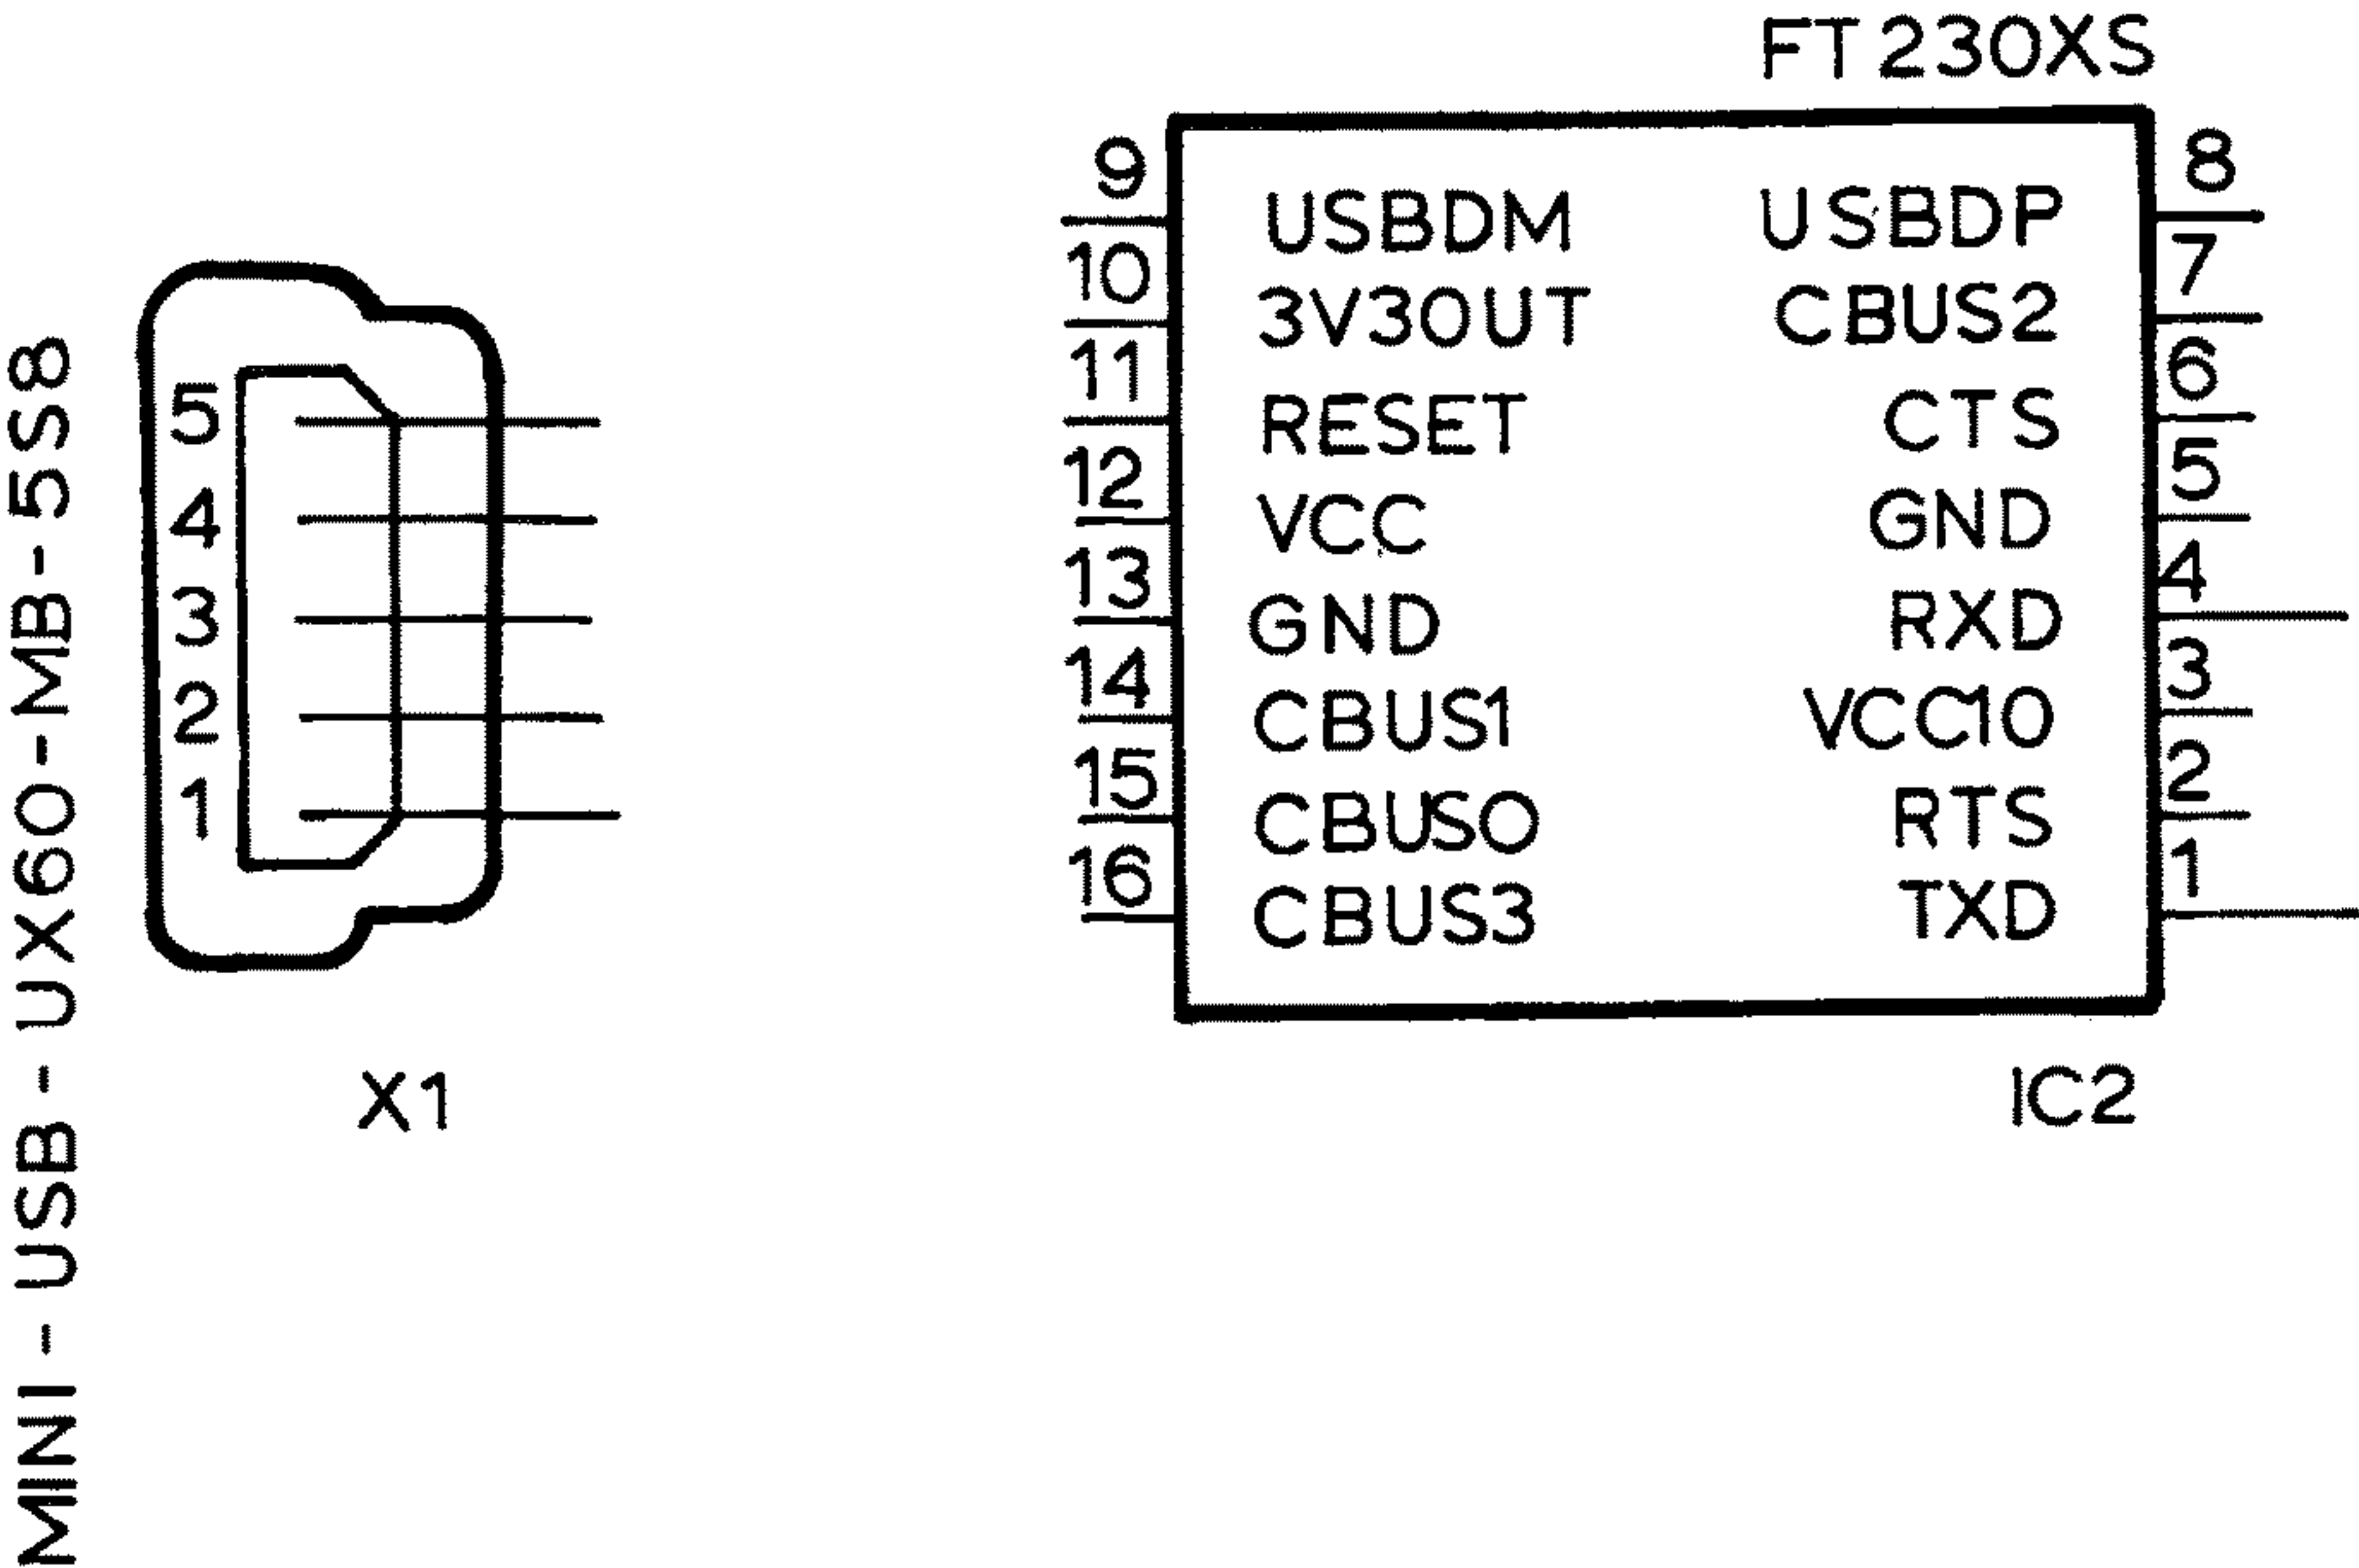 FT230XS
9 USBDM USBDP 8
10 3V3OUT CBUS2 7
11 RESET CTS 6
12 VCC GND 5
13 GND RXD 4
14 CBUS1 VCC10 3
15 CBUS0 RTS 2
16 CBUS3 TXD 1
IC2
MINI-USB-UX60-MB-5S8
5
4
3
2
1
X1